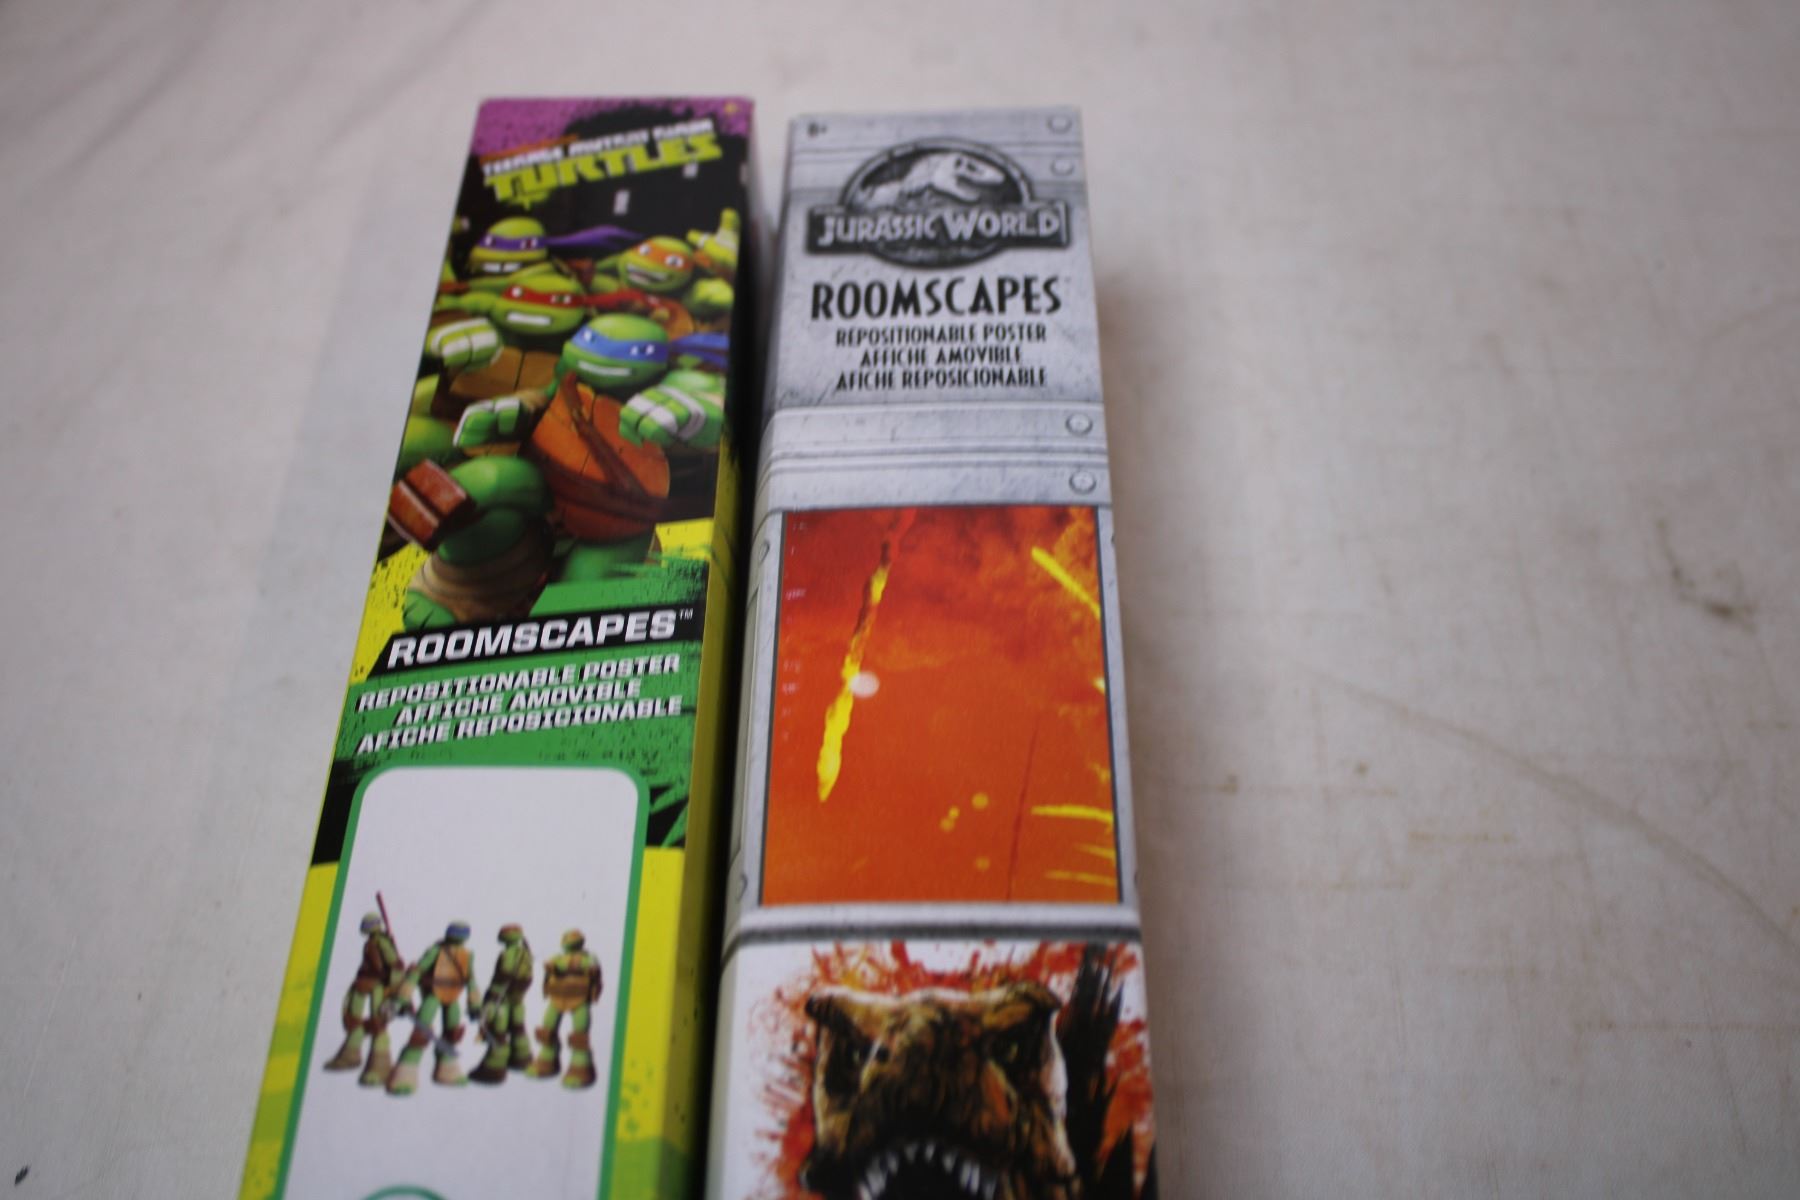 TEENAGE MUTANT NINJA
TURTLES
ROOMSCAPES™
REPOSITIONABLE POSTER
AFFICHE AMOVIBLE
AFICHE REPOSICIONABLE
8+
JURASSIC WORLD
ROOMSCAPES
REPOSITIONABLE POSTER
AFFICHE AMOVIBLE
AFICHE REPOSICIONABLE